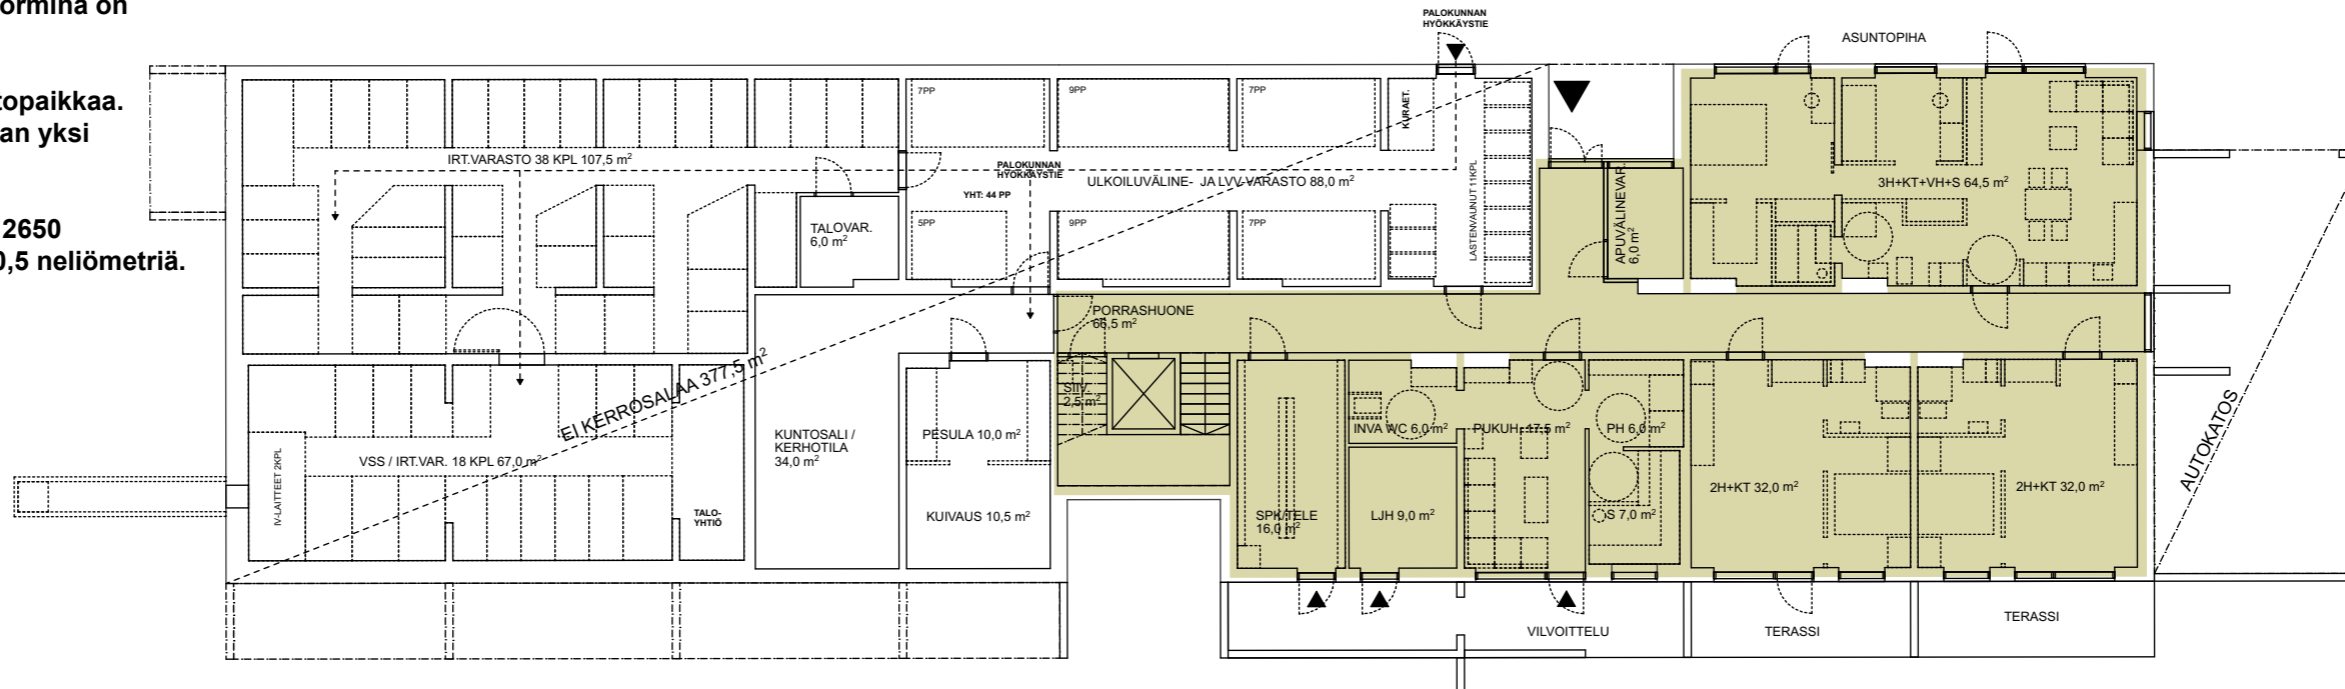 ormina on
topaikkaa.
an yksi
2650
0,5 neliömetriä.
PALOKUNNAN
HYÖKKÄYSTIE
ASUNTOPIHA
7PP
9PP
7PP
KURAET.
IRT.VARASTO 38 KPL 107,5 m²
PALOKUNNAN
HYÖKKÄYSTIE
ULKOILUVÄLINE- JA LVV-VARASTO 88,0 m²
YHT: 44 PP
LASTENVAUNUT 11KPL
APUVÄLINEVAR.
6,0 m²
3H+KT+VH+S 64,5 m²
TALOVAR.
6,0 m²
5PP
9PP
7PP
PORRASHUONE
66,5 m²
EI KERROSALAA 377,5 m²
SIIV.
2,5 m²
KUNTOSALI /
KERHOTILA
34,0 m²
PESULA 10,0 m²
INVA WC 6,0 m²
PUKUH. 17,5 m²
PH 6,0 m²
VSS / IRT.VAR. 18 KPL 67,0 m²
IV-LAITTEET 2KPL
TALO-
YHTIÖ
KUIVAUS 10,5 m²
SPK/TELE
16,0 m²
LJH 9,0 m²
S 7,0 m²
2H+KT 32,0 m²
2H+KT 32,0 m²
AUTOKATOS
VILVOITTELU
TERASSI
TERASSI